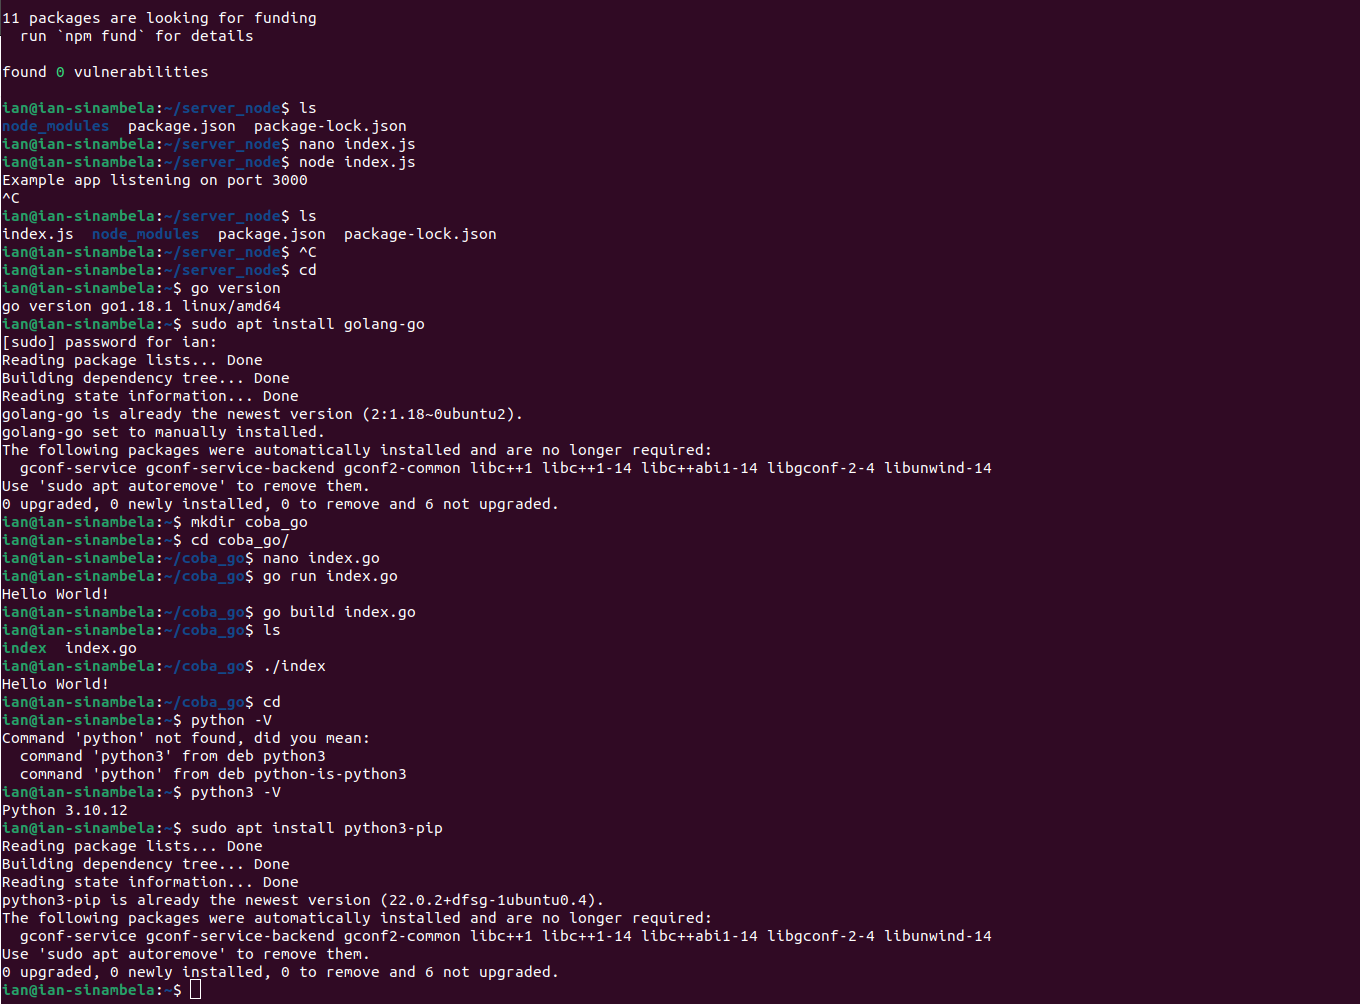 11 packages are looking for funding
  run `npm fund` for details
found 0 vulnerabilities
ian@ian-sinambela:~/server_node$ ls
node_modules  package.json  package-lock.json
ian@ian-sinambela:~/server_node$ nano index.js
ian@ian-sinambela:~/server_node$ node index.js
Example app listening on port 3000
^C
ian@ian-sinambela:~/server_node$ ls
index.js  node_modules  package.json  package-lock.json
ian@ian-sinambela:~/server_node$ ^C
ian@ian-sinambela:~/server_node$ cd
ian@ian-sinambela:~$ go version
go version go1.18.1 linux/amd64
ian@ian-sinambela:~$ sudo apt install golang-go
[sudo] password for ian:
Reading package lists... Done
Building dependency tree... Done
Reading state information... Done
golang-go is already the newest version (2:1.18~0ubuntu2).
golang-go set to manually installed.
The following packages were automatically installed and are no longer required:
  gconf-service gconf-service-backend gconf2-common libc++1 libc++1-14 libc++abi1-14 libgconf-2-4 libunwind-14
Use 'sudo apt autoremove' to remove them.
0 upgraded, 0 newly installed, 0 to remove and 6 not upgraded.
ian@ian-sinambela:~$ mkdir coba_go
ian@ian-sinambela:~$ cd coba_go/
ian@ian-sinambela:~/coba_go$ nano index.go
ian@ian-sinambela:~/coba_go$ go run index.go
Hello World!
ian@ian-sinambela:~/coba_go$ go build index.go
ian@ian-sinambela:~/coba_go$ ls
index  index.go
ian@ian-sinambela:~/coba_go$ ./index
Hello World!
ian@ian-sinambela:~/coba_go$ cd
ian@ian-sinambela:~$ python -V
Command 'python' not found, did you mean:
  command 'python3' from deb python3
  command 'python' from deb python-is-python3
ian@ian-sinambela:~$ python3 -V
Python 3.10.12
ian@ian-sinambela:~$ sudo apt install python3-pip
Reading package lists... Done
Building dependency tree... Done
Reading state information... Done
python3-pip is already the newest version (22.0.2+dfsg-1ubuntu0.4).
The following packages were automatically installed and are no longer required:
  gconf-service gconf-service-backend gconf2-common libc++1 libc++1-14 libc++abi1-14 libgconf-2-4 libunwind-14
Use 'sudo apt autoremove' to remove them.
0 upgraded, 0 newly installed, 0 to remove and 6 not upgraded.
ian@ian-sinambela:~$